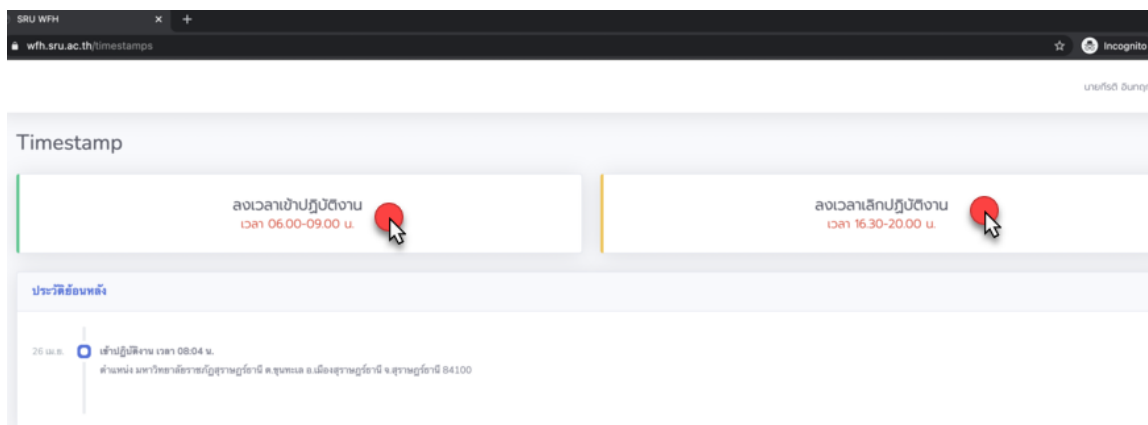 SRU WFH
wfh.sru.ac.th/timestamps
Incognito
Timestamp
ลงเวลาเข้าปฏิบัติงาน
เวลา 06.00-09.00 น.
ลงเวลาเลิกปฏิบัติงาน
เวลา 16.30-20.00 น.
ประวัติย้อนหลัง
26 เม.ย.
เข้าปฏิบัติงาน เวลา 08:04 น.
ตำแหน่ง มหาวิทยาลัยราชภัฏสุราษฎร์ธานี ต.ขุนทะเล อ.เมืองสุราษฎร์ธานี จ.สุราษฎร์ธานี 84100